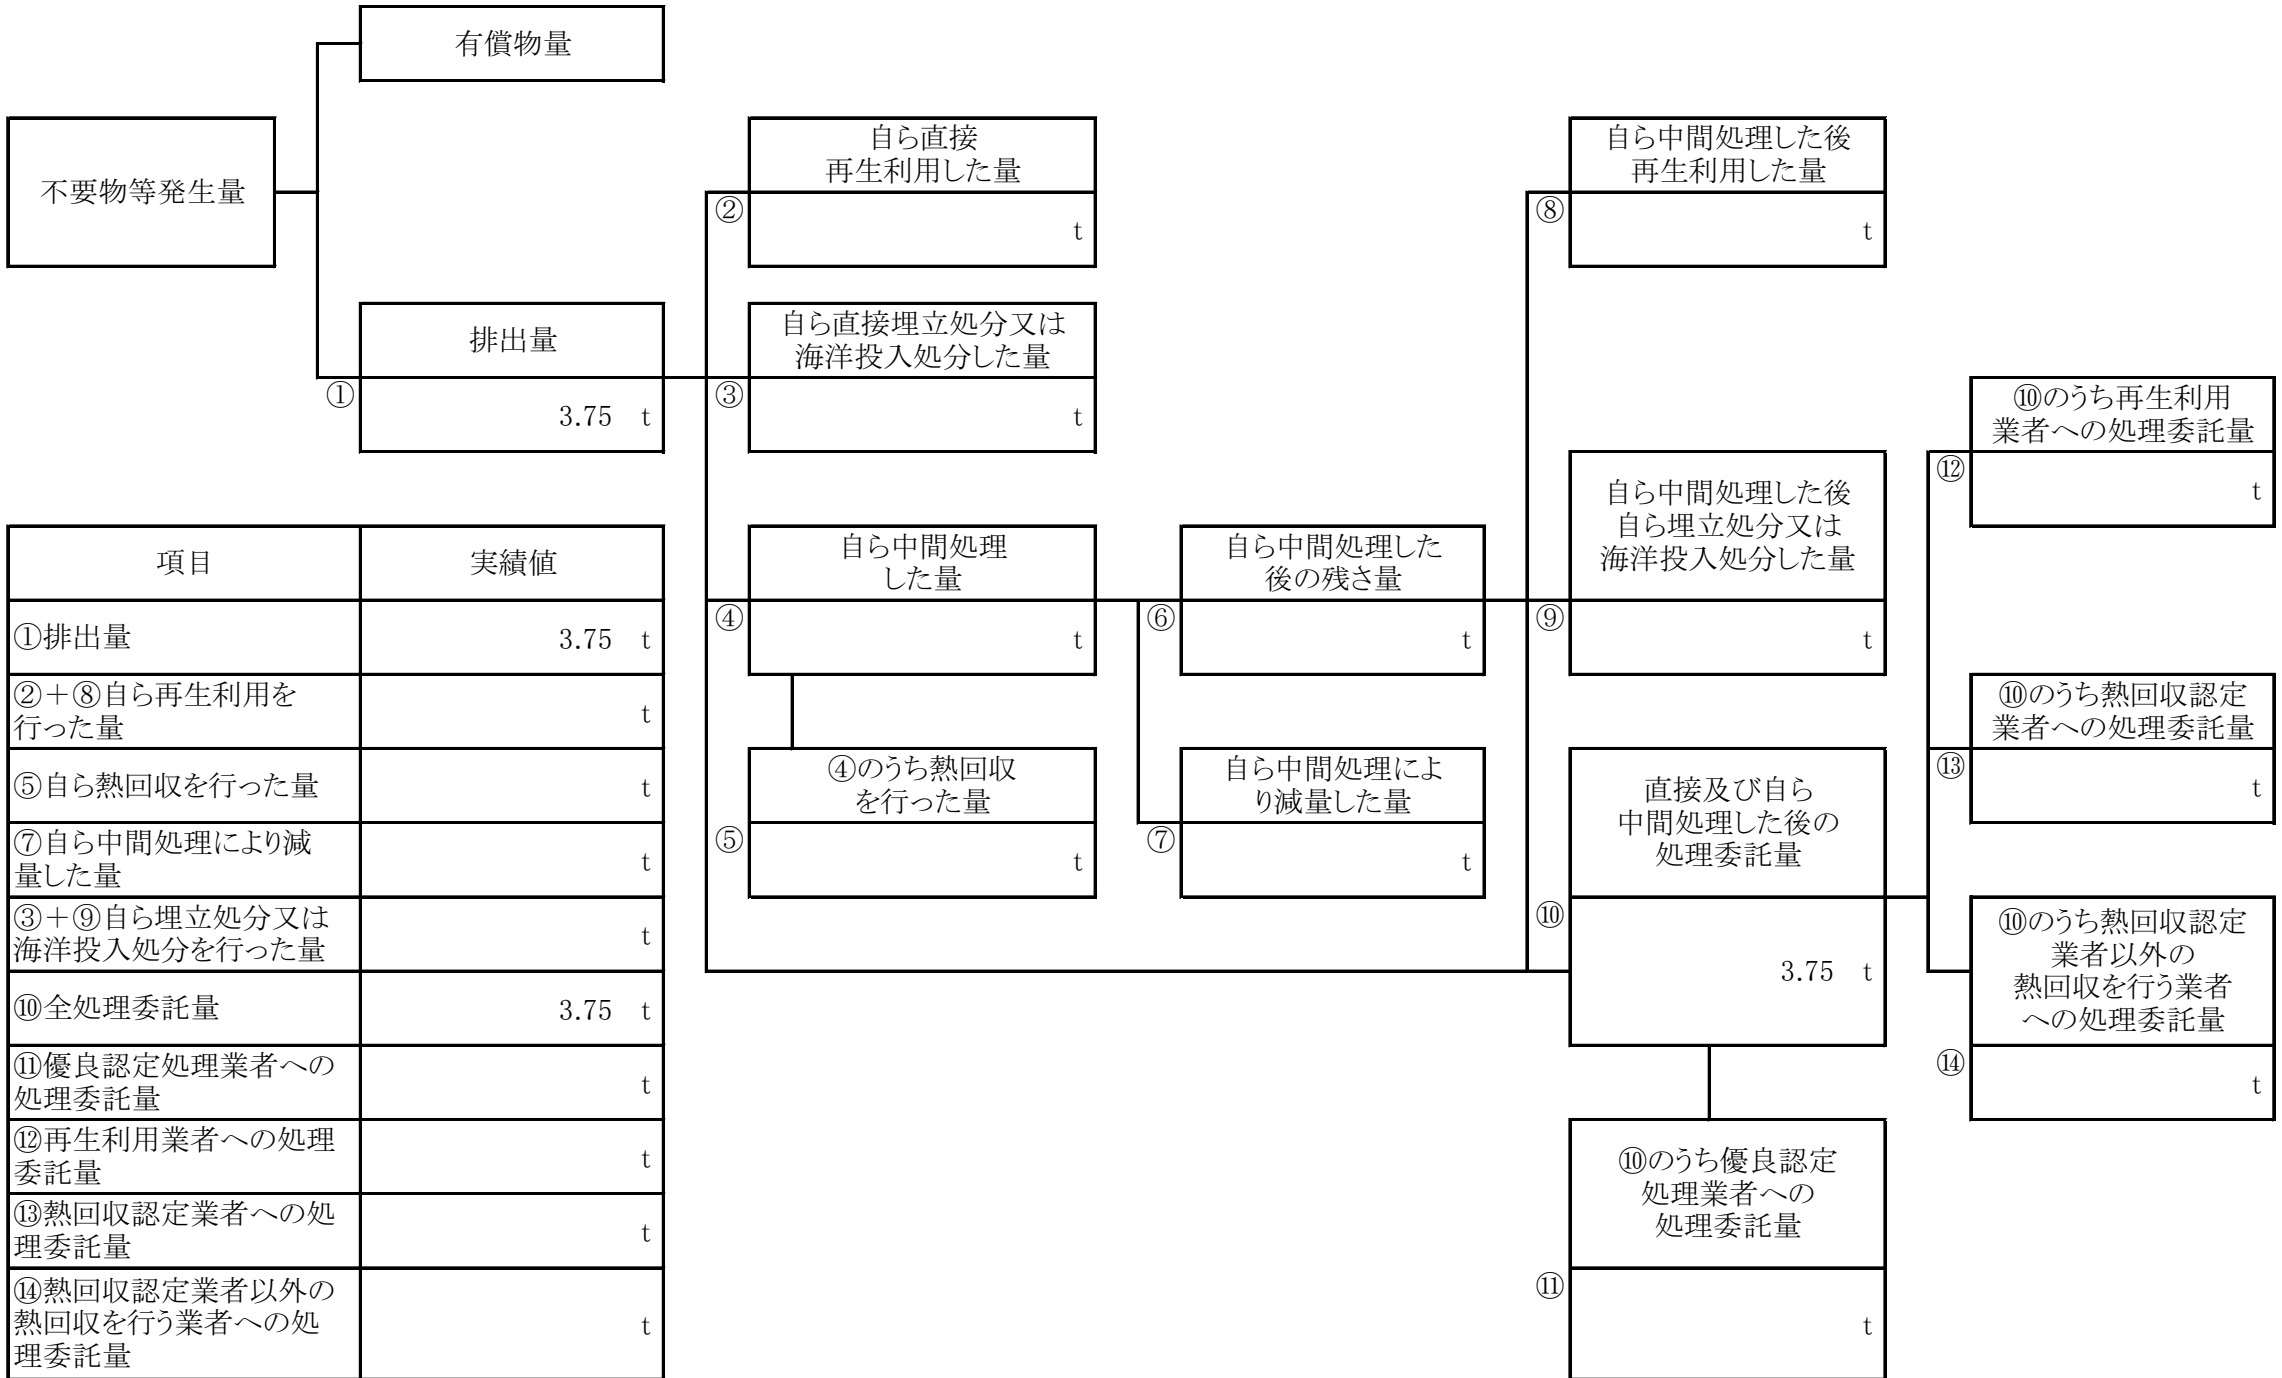 有償物量
不要物等発生量
排出量
①
3.75 t
自ら直接
再生利用した量
②
t
自ら直接埋立処分又は
海洋投入処分した量
③
t
自ら中間処理
した量
④
t
④のうち熱回収
を行った量
⑤
t
自ら中間処理した
後の残さ量
⑥
t
自ら中間処理によ
り減量した量
⑦
t
自ら中間処理した後
再生利用した量
⑧
t
自ら中間処理した後
自ら埋立処分又は
海洋投入処分した量
⑨
t
直接及び自ら
中間処理した後の
処理委託量
⑩
3.75 t
⑩のうち優良認定
処理業者への
処理委託量
⑪
t
⑩のうち再生利用
業者への処理委託量
⑫
t
⑩のうち熱回収認定
業者への処理委託量
⑬
t
⑩のうち熱回収認定
業者以外の
熱回収を行う業者
への処理委託量
⑭
t
項目 実績値
①排出量 3.75 t
②+⑧自ら再生利用を
行った量 t
⑤自ら熱回収を行った量 t
⑦自ら中間処理により減
量した量 t
③+⑨自ら埋立処分又は
海洋投入処分を行った量 t
⑩全処理委託量 3.75 t
⑪優良認定処理業者への
処理委託量 t
⑫再生利用業者への処理
委託量 t
⑬熱回収認定業者への処
理委託量 t
⑭熱回収認定業者以外の
熱回収を行う業者への処
理委託量 t